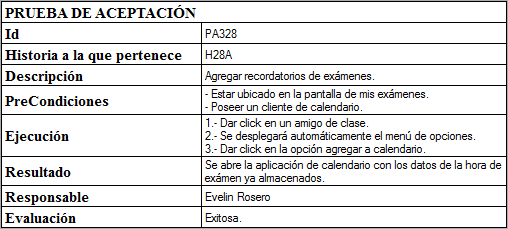 PRUEBA DE ACEPTACIÓN
Id PA328
Historia a la que pertenece H28A
Descripción Agregar recordatorios de exámenes.
PreCondiciones - Estar ubicado en la pantalla de mis exámenes.
- Poseer un cliente de calendario.
Ejecución 1.- Dar click en un amigo de clase.
2.- Se desplegará automáticamente el menú de opciones.
3.- Dar click en la opción agregar a calendario.
Resultado Se abre la aplicación de calendario con los datos de la hora de
exámen ya almacenados.
Responsable Evelin Rosero
Evaluación Exitosa.